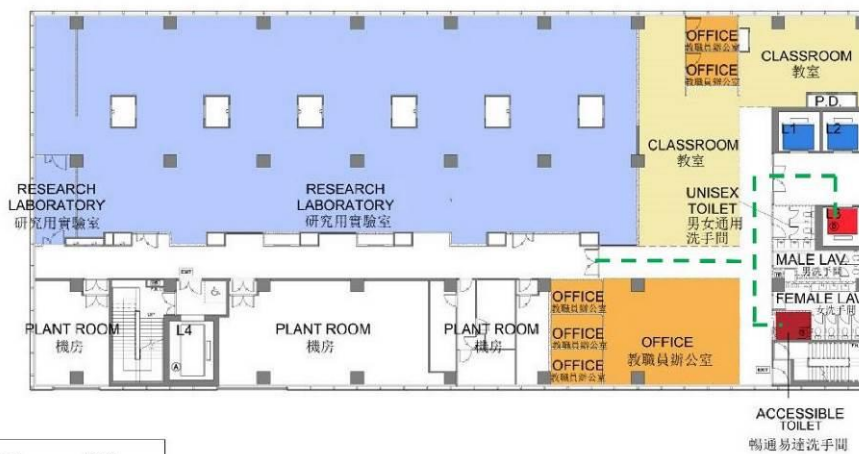 OFFICE
教職員辦公室
OFFICE
教職員辦公室
CLASSROOM
教室
P.D.
L1
L2
CLASSROOM
教室
RESEARCH
LABORATORY
研究用實驗室
RESEARCH
LABORATORY
研究用實驗室
UNISEX
TOILET
男女通用
洗手間
L3
B
MALE LAV.
男洗手間
EXIT
FEMALE LAV.
女洗手間
PLANT ROOM
機房
UP
L4
A
PLANT ROOM
機房
PLANT ROOM
機房
OFFICE
教職員辦公室
OFFICE
教職員辦公室
OFFICE
教職員辦公室
OFFICE
教職員辦公室
EXIT
ACCESSIBLE
TOILET
暢通易達洗手間